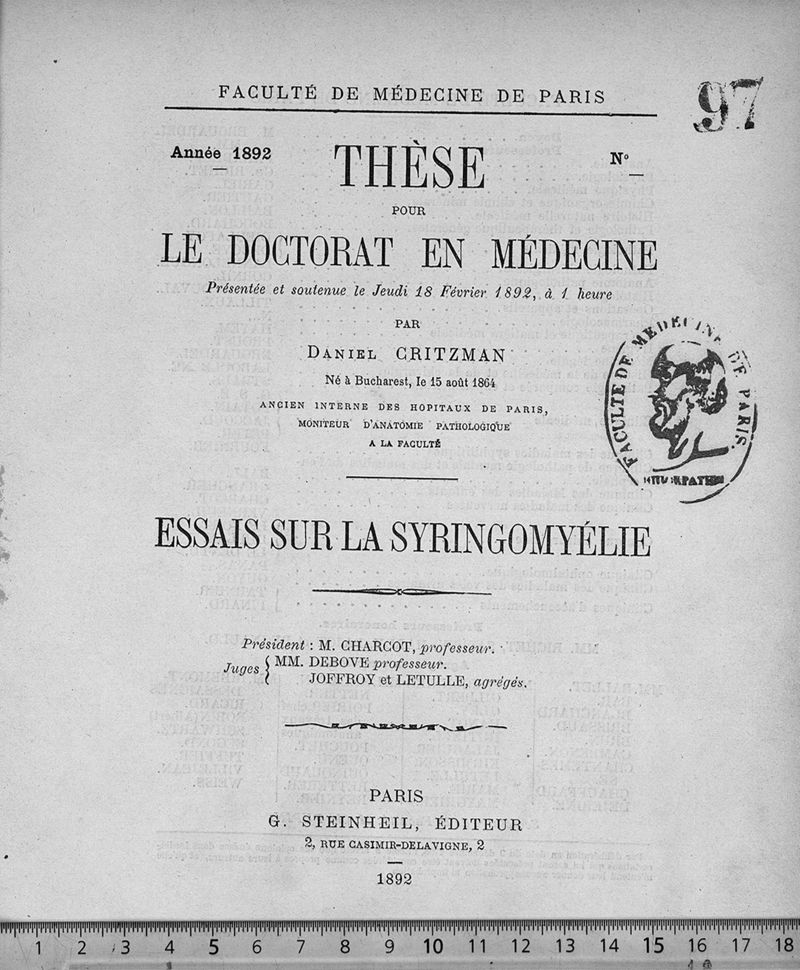 FACULTÉ DE MÉDECINE DE PARIS
97
Année 1892
THÈSE
N°
POUR
LE DOCTORAT EN MÉDECINE
Présentée et soutenue le Jeudi 18 Février 1892, à 1 heure
PAR
DANIEL CRITZMAN
Né à Bucharest, le 15 août 1864
ANCIEN INTERNE DES HOPITAUX DE PARIS,
MONITEUR D'ANATOMIE PATHOLOGIQUE
A LA FACULTÉ
FACULTE DE MEDECINE DE PARIS.
ESSAIS SUR LA SYRINGOMYÉLIE
Président : M. CHARCOT, professeur.
Juges { MM. DEBOVE professeur.
JOFFROY et LETULLE, agrégés.
PARIS
G. STEINHEIL, ÉDITEUR
2, RUE CASIMIR-DELAVIGNE, 2
1892
1 2 3 4 5 6 7 8 9 10 11 12 13 14 15 16 17 18